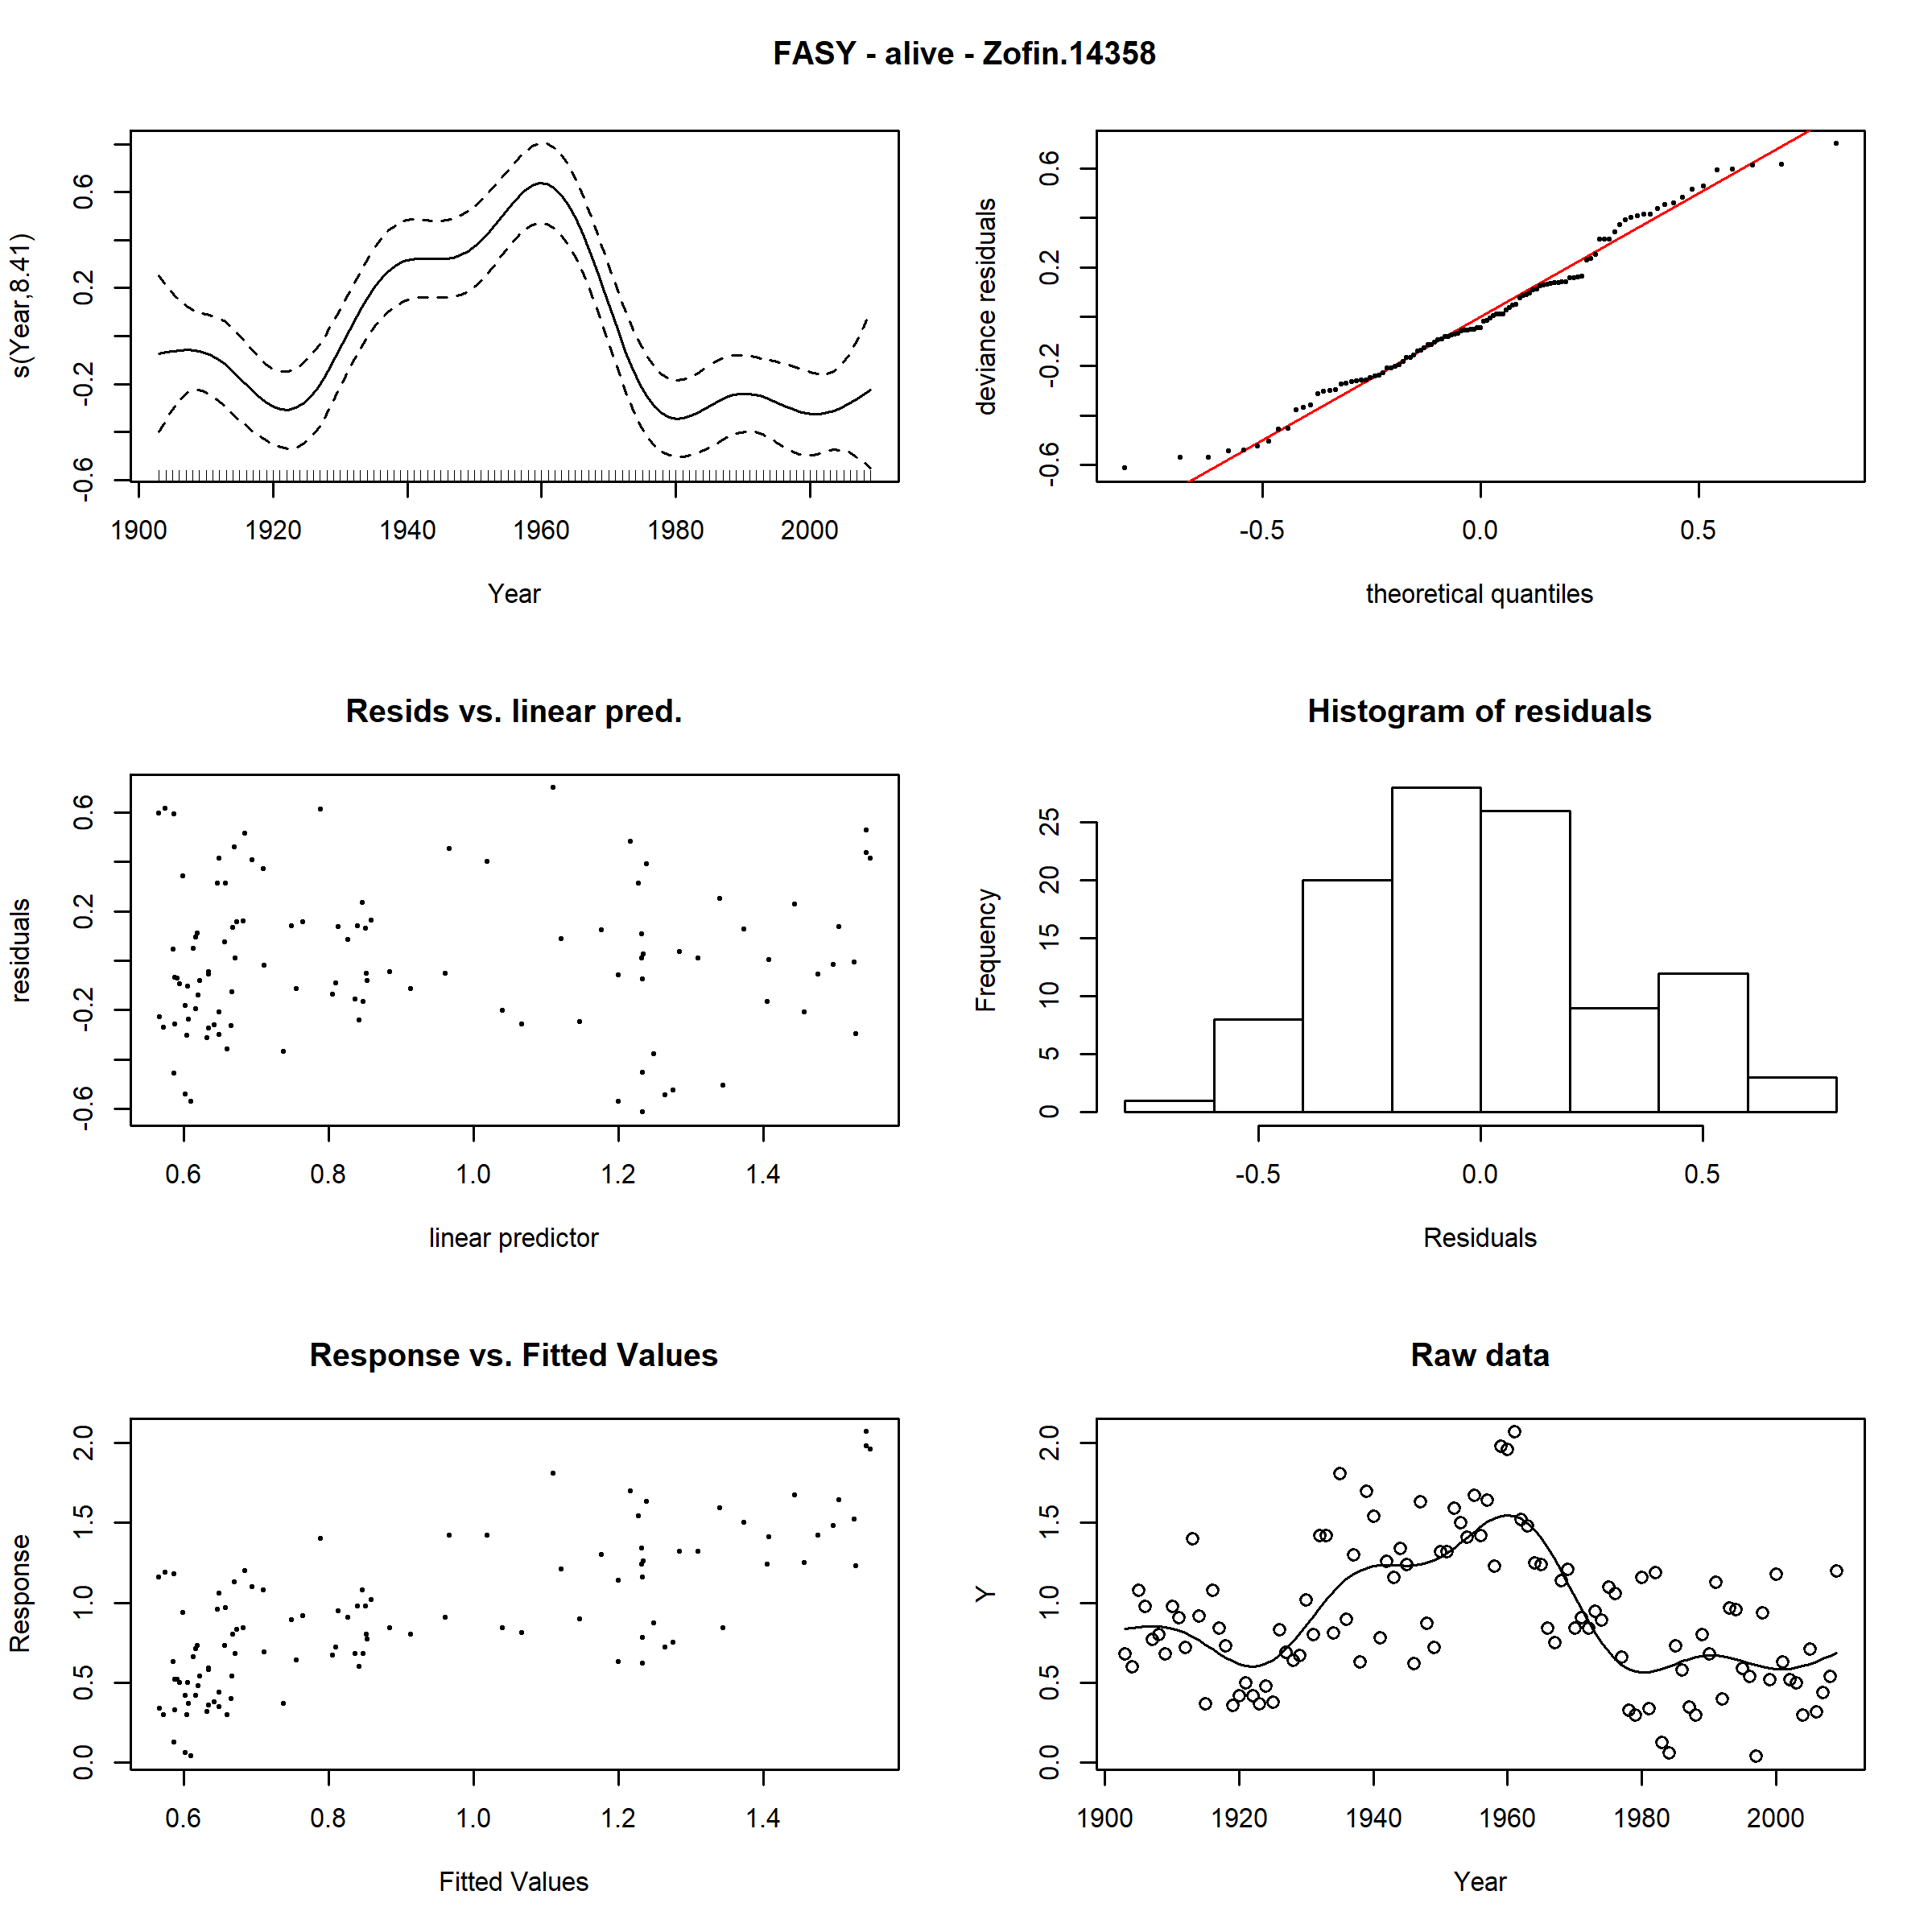 FASY - alive - Zofin.14358
s(Year,8.41)
-0.6 -0.2 0.2 0.6
1900 1920 1940 1960 1980 2000
Year
deviance residuals
-0.6 -0.2 0.2 0.6
-0.5 0.0 0.5
theoretical quantiles
Resids vs. linear pred.
residuals
-0.6 -0.2 0.2 0.6
0.6 0.8 1.0 1.2 1.4
linear predictor
Histogram of residuals
Frequency
0 5 10 15 20 25
-0.5 0.0 0.5
Residuals
Response vs. Fitted Values
Response
0.0 0.5 1.0 1.5 2.0
0.6 0.8 1.0 1.2 1.4
Fitted Values
Raw data
Y
0.0 0.5 1.0 1.5 2.0
1900 1920 1940 1960 1980 2000
Year